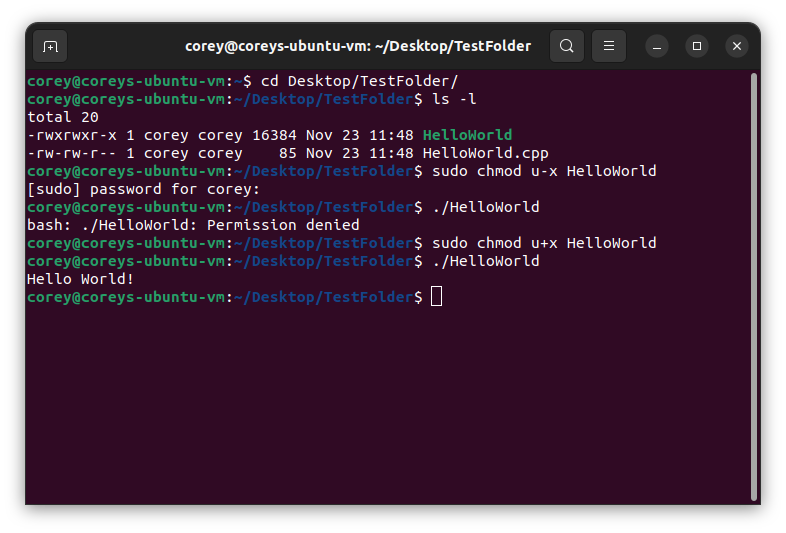 corey@coreys-ubuntu-vm: ~/Desktop/TestFolder
corey@coreys-ubuntu-vm:~$ cd Desktop/TestFolder/
corey@coreys-ubuntu-vm:~/Desktop/TestFolder$ ls -l
total 20
-rwxrwxr-x 1 corey corey 16384 Nov 23 11:48 HelloWorld
-rw-rw-r-- 1 corey corey    85 Nov 23 11:48 HelloWorld.cpp
corey@coreys-ubuntu-vm:~/Desktop/TestFolder$ sudo chmod u-x HelloWorld
[sudo] password for corey:
corey@coreys-ubuntu-vm:~/Desktop/TestFolder$ ./HelloWorld
bash: ./HelloWorld: Permission denied
corey@coreys-ubuntu-vm:~/Desktop/TestFolder$ sudo chmod u+x HelloWorld
corey@coreys-ubuntu-vm:~/Desktop/TestFolder$ ./HelloWorld
Hello World!
corey@coreys-ubuntu-vm:~/Desktop/TestFolder$